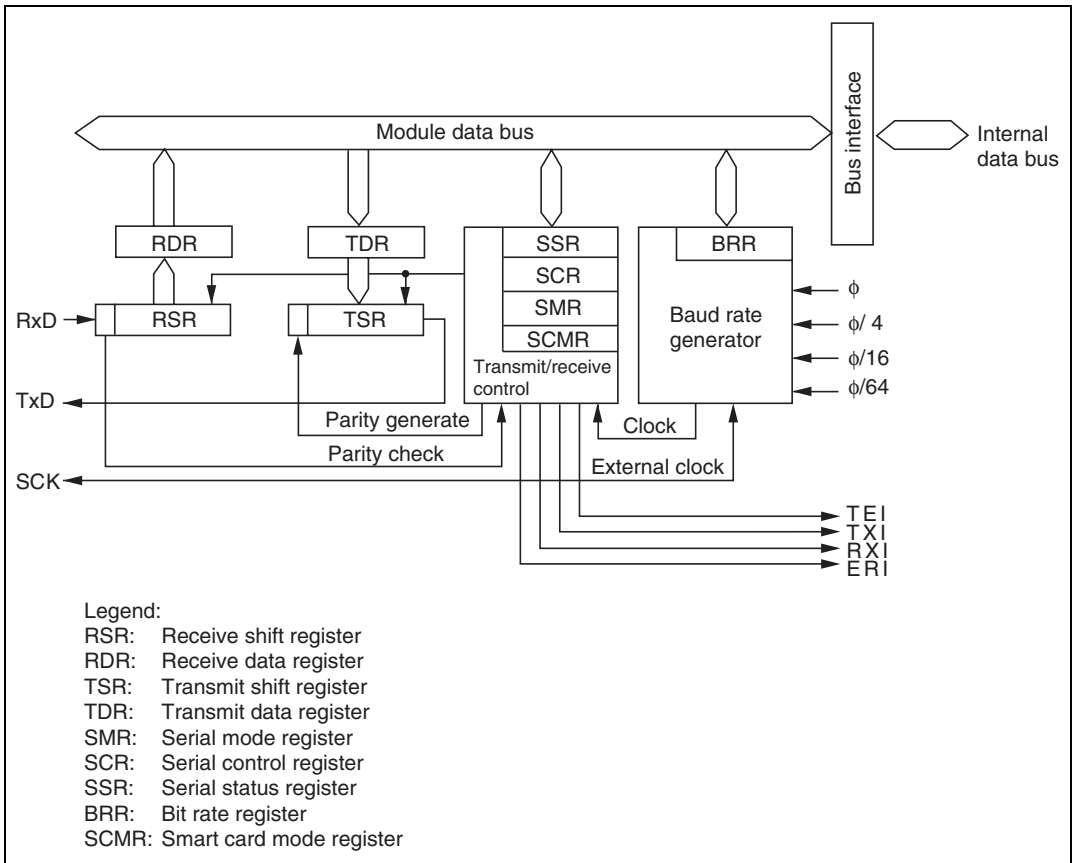 Bus interface
Module data bus
Internal
data bus
RDR
TDR
SSR
BRR
SCR
RxD
RSR
TSR
SMR
SCMR
Baud rate
generator
ϕ
ϕ/ 4
ϕ/16
ϕ/64
Transmit/receive
control
TxD
Parity generate
Clock
Parity check
External clock
SCK
TEI
TXI
RXI
ERI
Legend:
RSR: Receive shift register
RDR: Receive data register
TSR: Transmit shift register
TDR: Transmit data register
SMR: Serial mode register
SCR: Serial control register
SSR: Serial status register
BRR: Bit rate register
SCMR: Smart card mode register